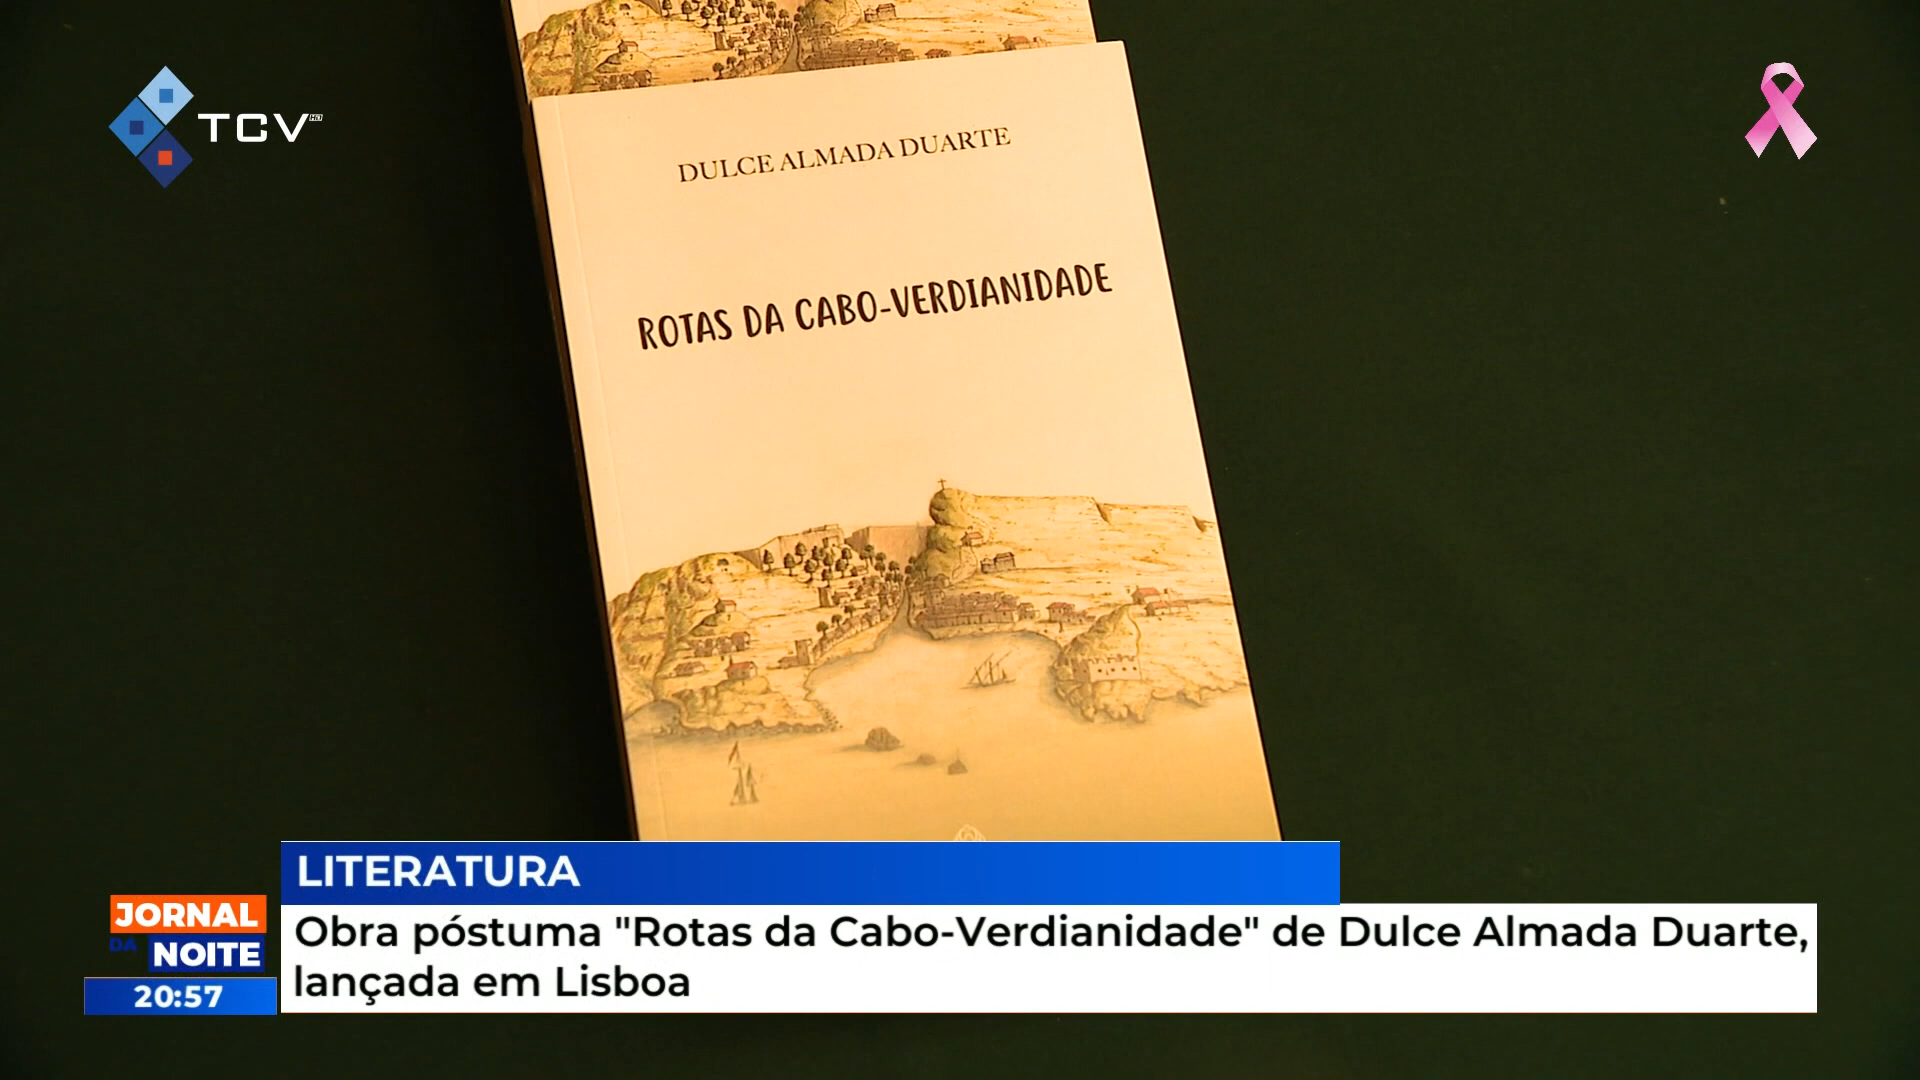 TCV HD
DULCE ALMADA DUARTE
ROTAS DA CABO-VERDIANIDADE
LITERATURA
JORNAL
DA NOITE
20:57
Obra póstuma "Rotas da Cabo-Verdianidade" de Dulce Almada Duarte,
lançada em Lisboa